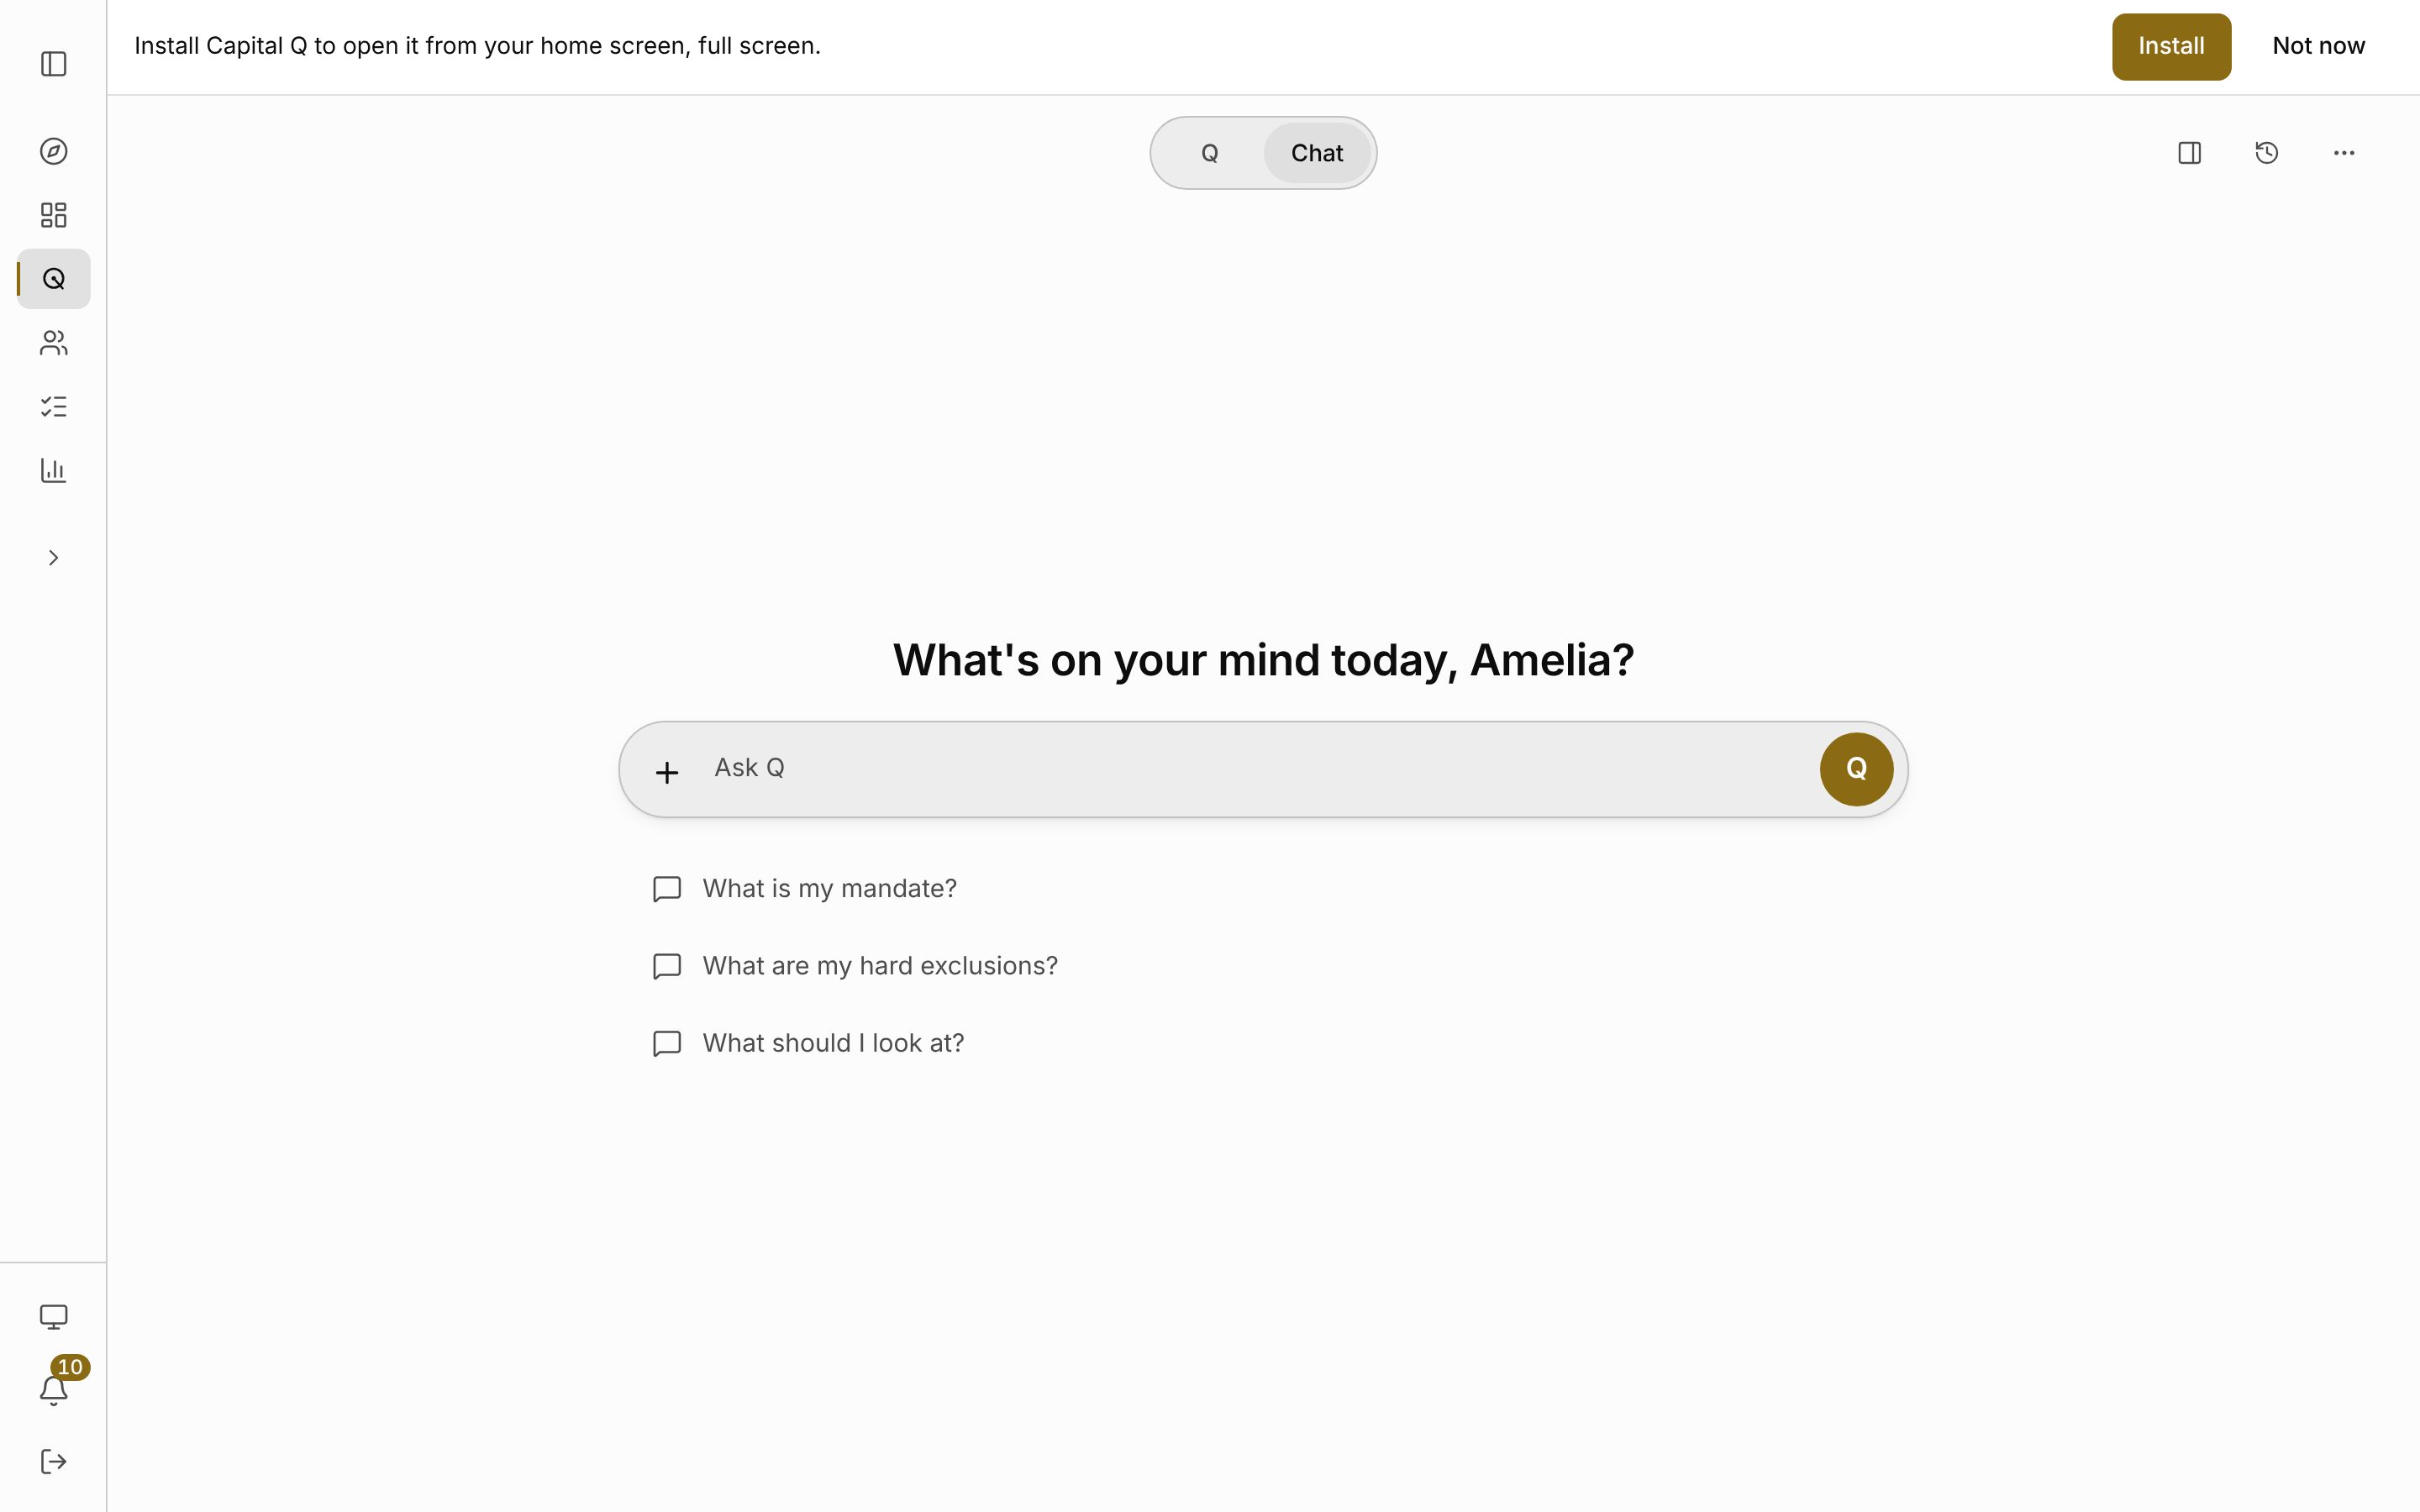 Install Capital Q to open it from your home screen, full screen.
Install
Not now
Q
Chat
What's on your mind today, Amelia?
Ask Q
Q
What is my mandate?
What are my hard exclusions?
What should I look at?
10